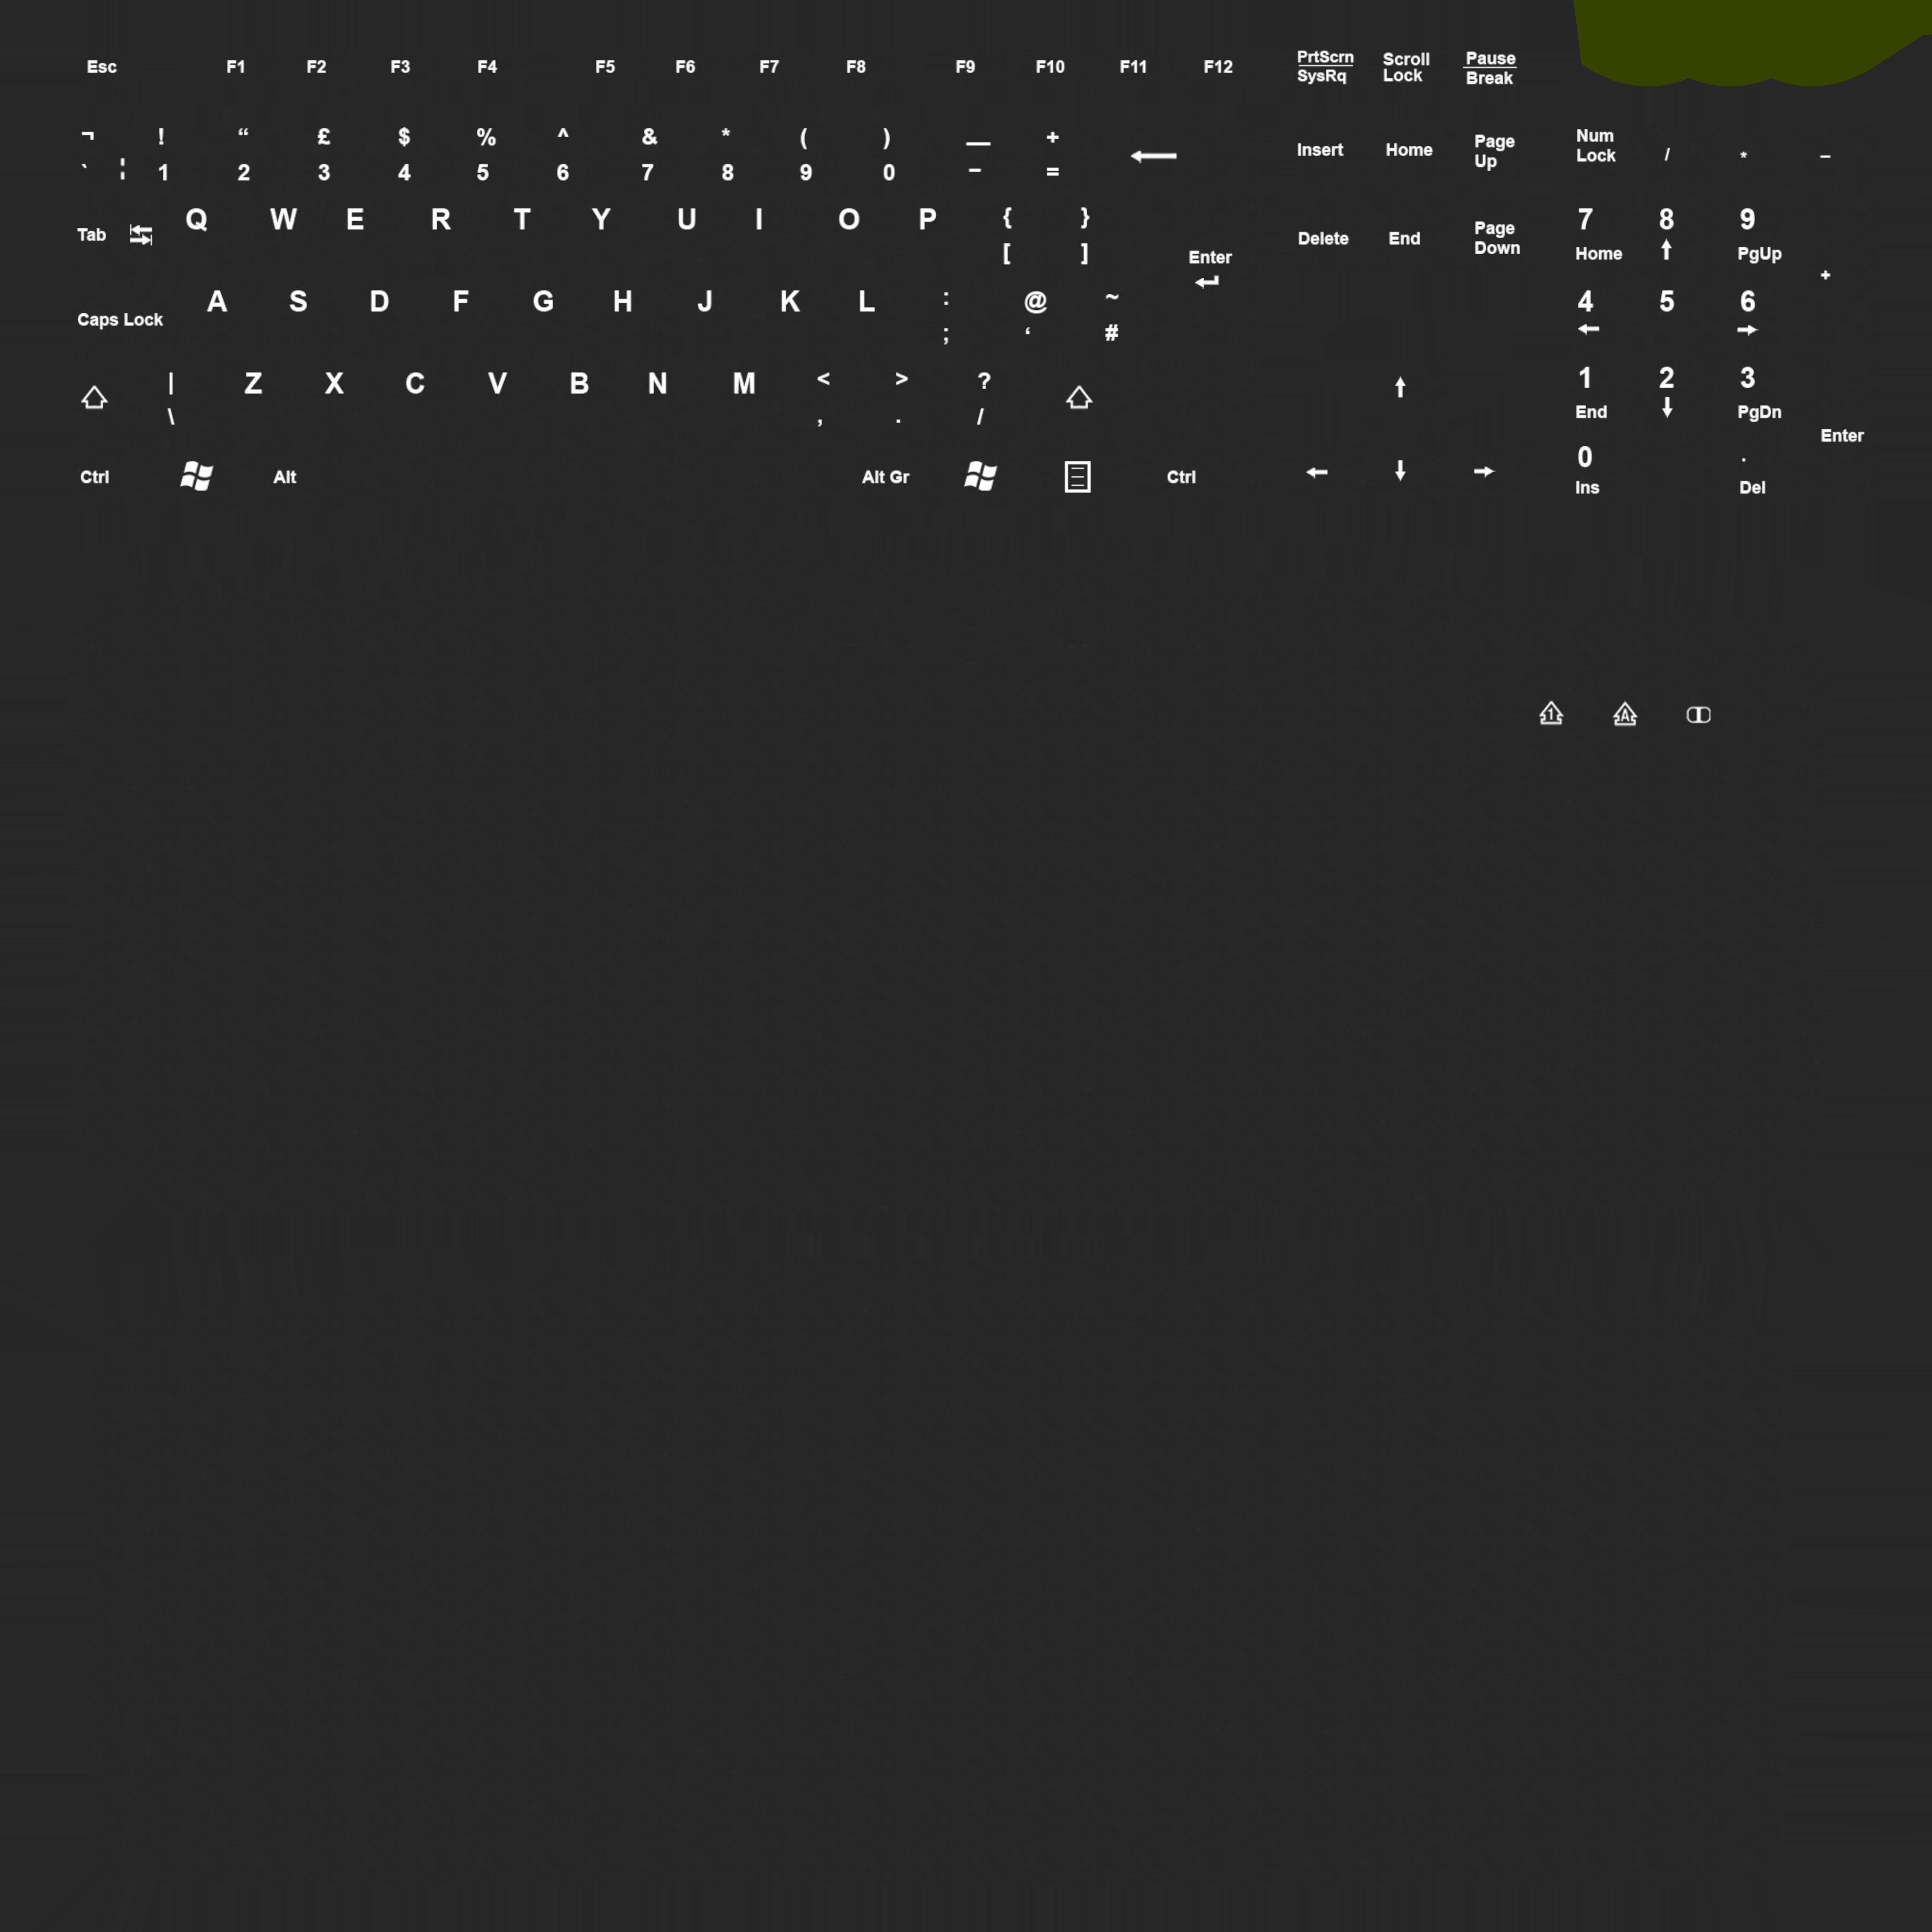 Esc F1 F2 F3 F4 F5 F6 F7 F8 F9 F10 F11 F12 PrtScrn Scroll Pause
SysRq Lock Break
¬ ! “ £ $ % ^ & * ( ) _ + ← Insert Home Page Num / * –
` ¦ 1 2 3 4 5 6 7 8 9 0 - = Up Lock
Tab Q W E R T Y U I O P { } Delete End Page 7 8 9
[ ] Enter Down Home ↑ PgUp +
Caps Lock A S D F G H J K L : @ ~ 4 5 6
; ‘ # ← →
| Z X C V B N M < > ? ↑ 1 2 3
\ , . / End ↓ PgDn Enter
Ctrl Alt Alt Gr Ctrl ← ↓ → 0 .
Ins Del
1 A